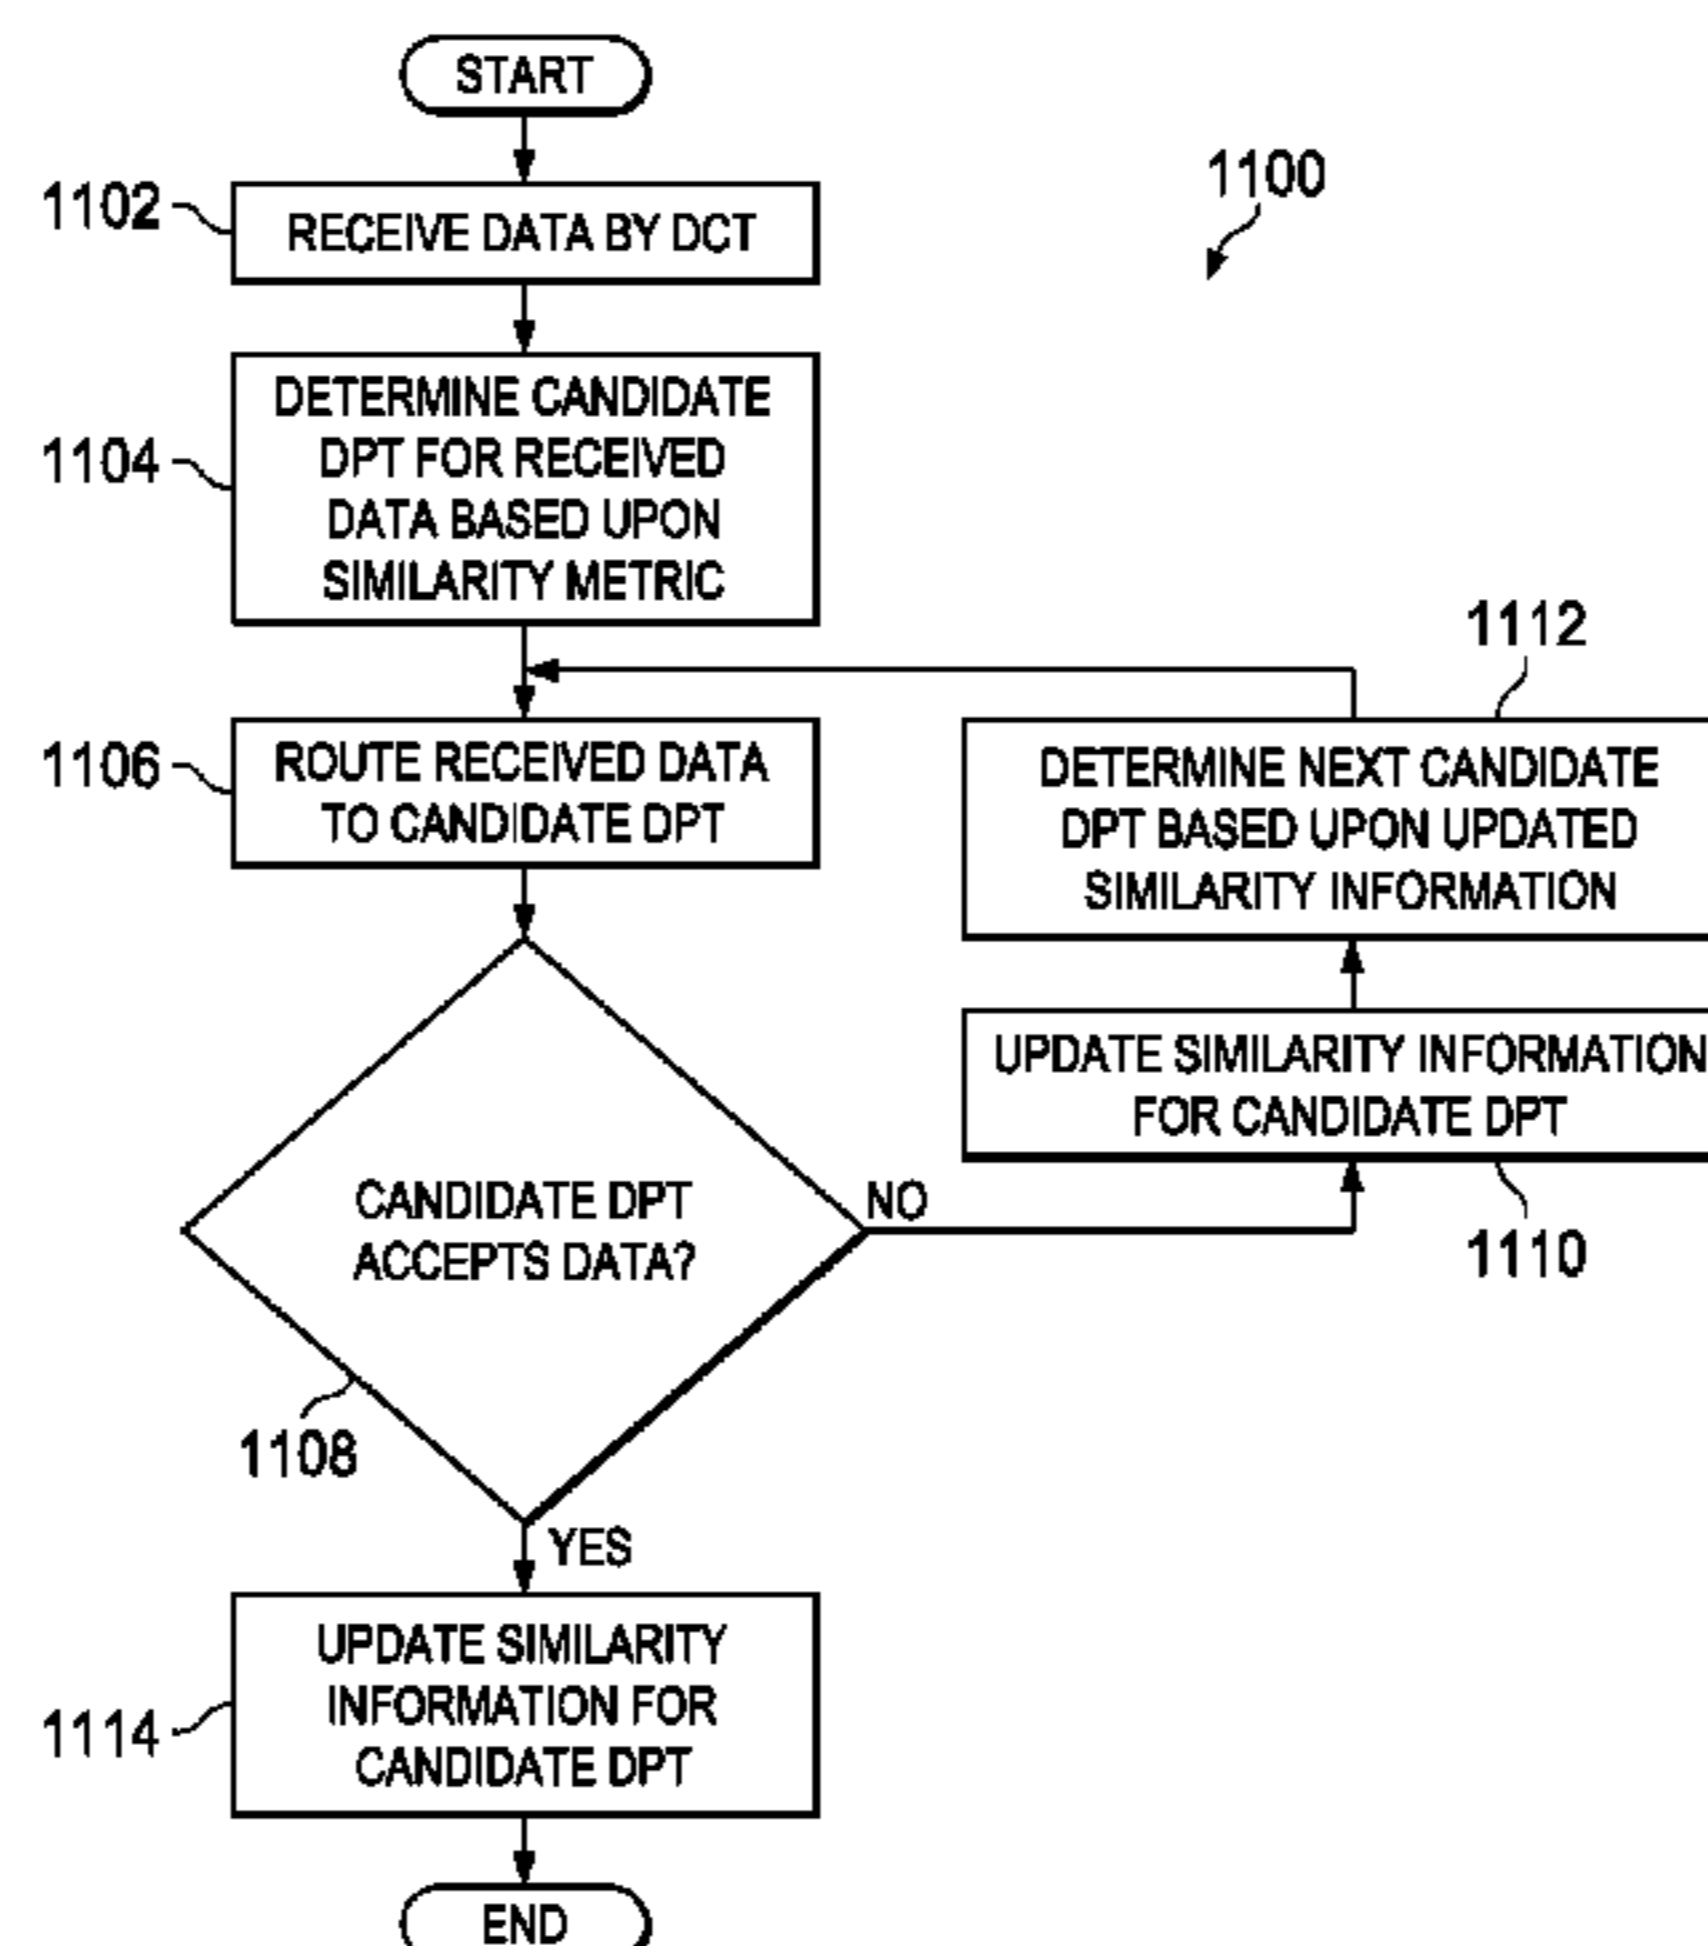 START
1100
1102
RECEIVE DATA BY DCT
1104
DETERMINE CANDIDATE
DPT FOR RECEIVED
DATA BASED UPON
SIMILARITY METRIC
1112
1106
ROUTE RECEIVED DATA
TO CANDIDATE DPT
DETERMINE NEXT CANDIDATE
DPT BASED UPON UPDATED
SIMILARITY INFORMATION
UPDATE SIMILARITY INFORMATION
FOR CANDIDATE DPT
1110
CANDIDATE DPT
ACCEPTS DATA?
NO
1108
YES
1114
UPDATE SIMILARITY
INFORMATION FOR
CANDIDATE DPT
END